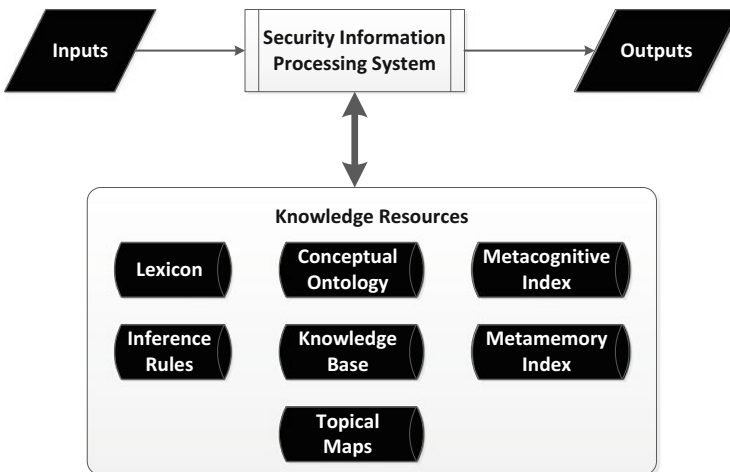 Inputs
Security Information
Processing System
Outputs
Knowledge Resources
Lexicon
Conceptual
Ontology
Metacognitive
Index
Inference
Rules
Knowledge
Base
Metamemory
Index
Topical
Maps